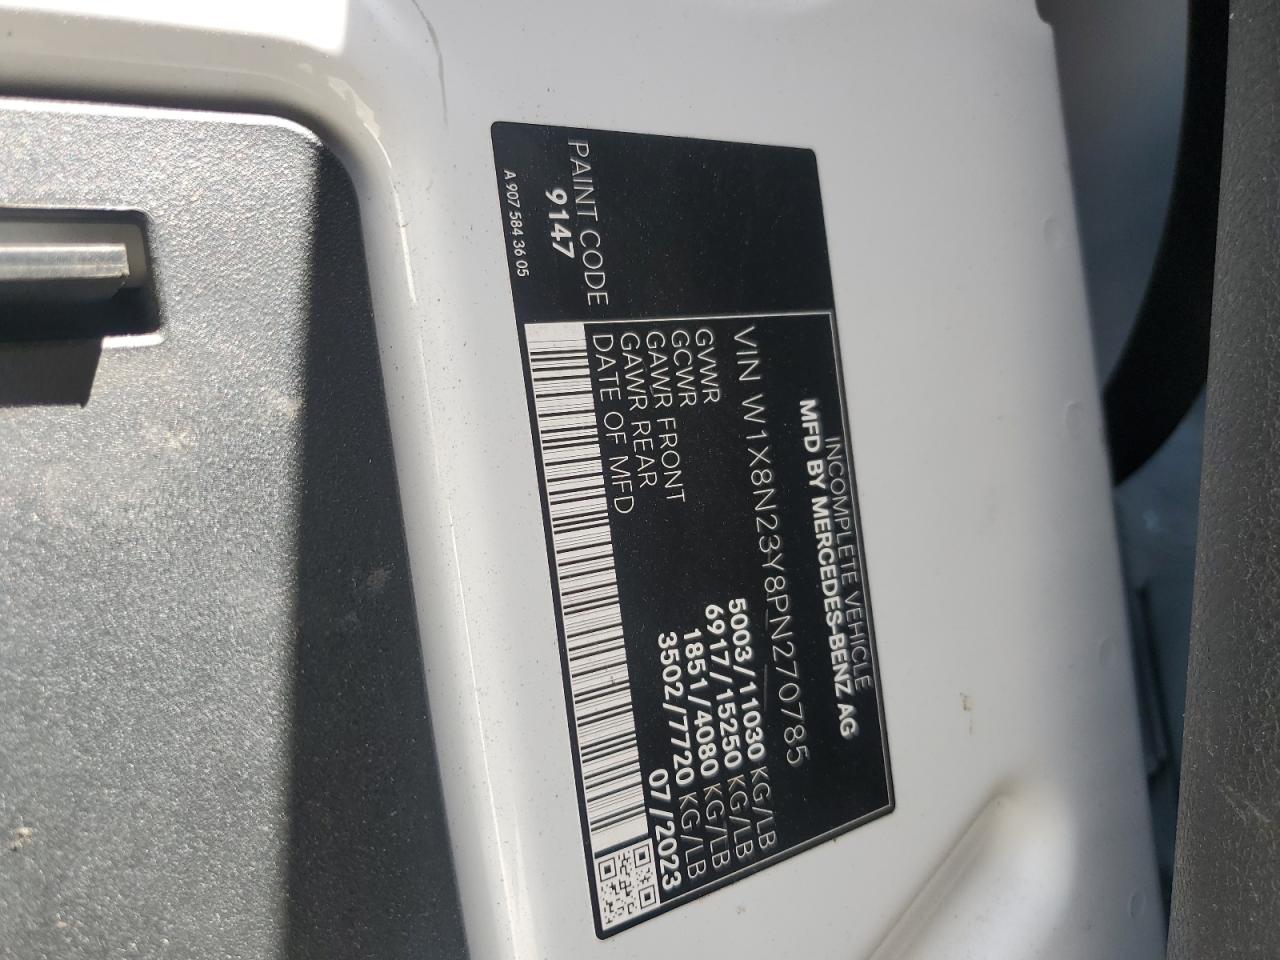 INCOMPLETE VEHICLE
MFD BY MERCEDES-BENZ AG
VIN W1X8N23Y8PN270785
GVWR 5003/11030 KG/LB
GCWR 6917/15250 KG/LB
GAWR FRONT 1851/4080 KG/LB
GAWR REAR 3502/7720 KG/LB
DATE OF MFD 07/2023
PAINT CODE
9147
A 907 584 36 05